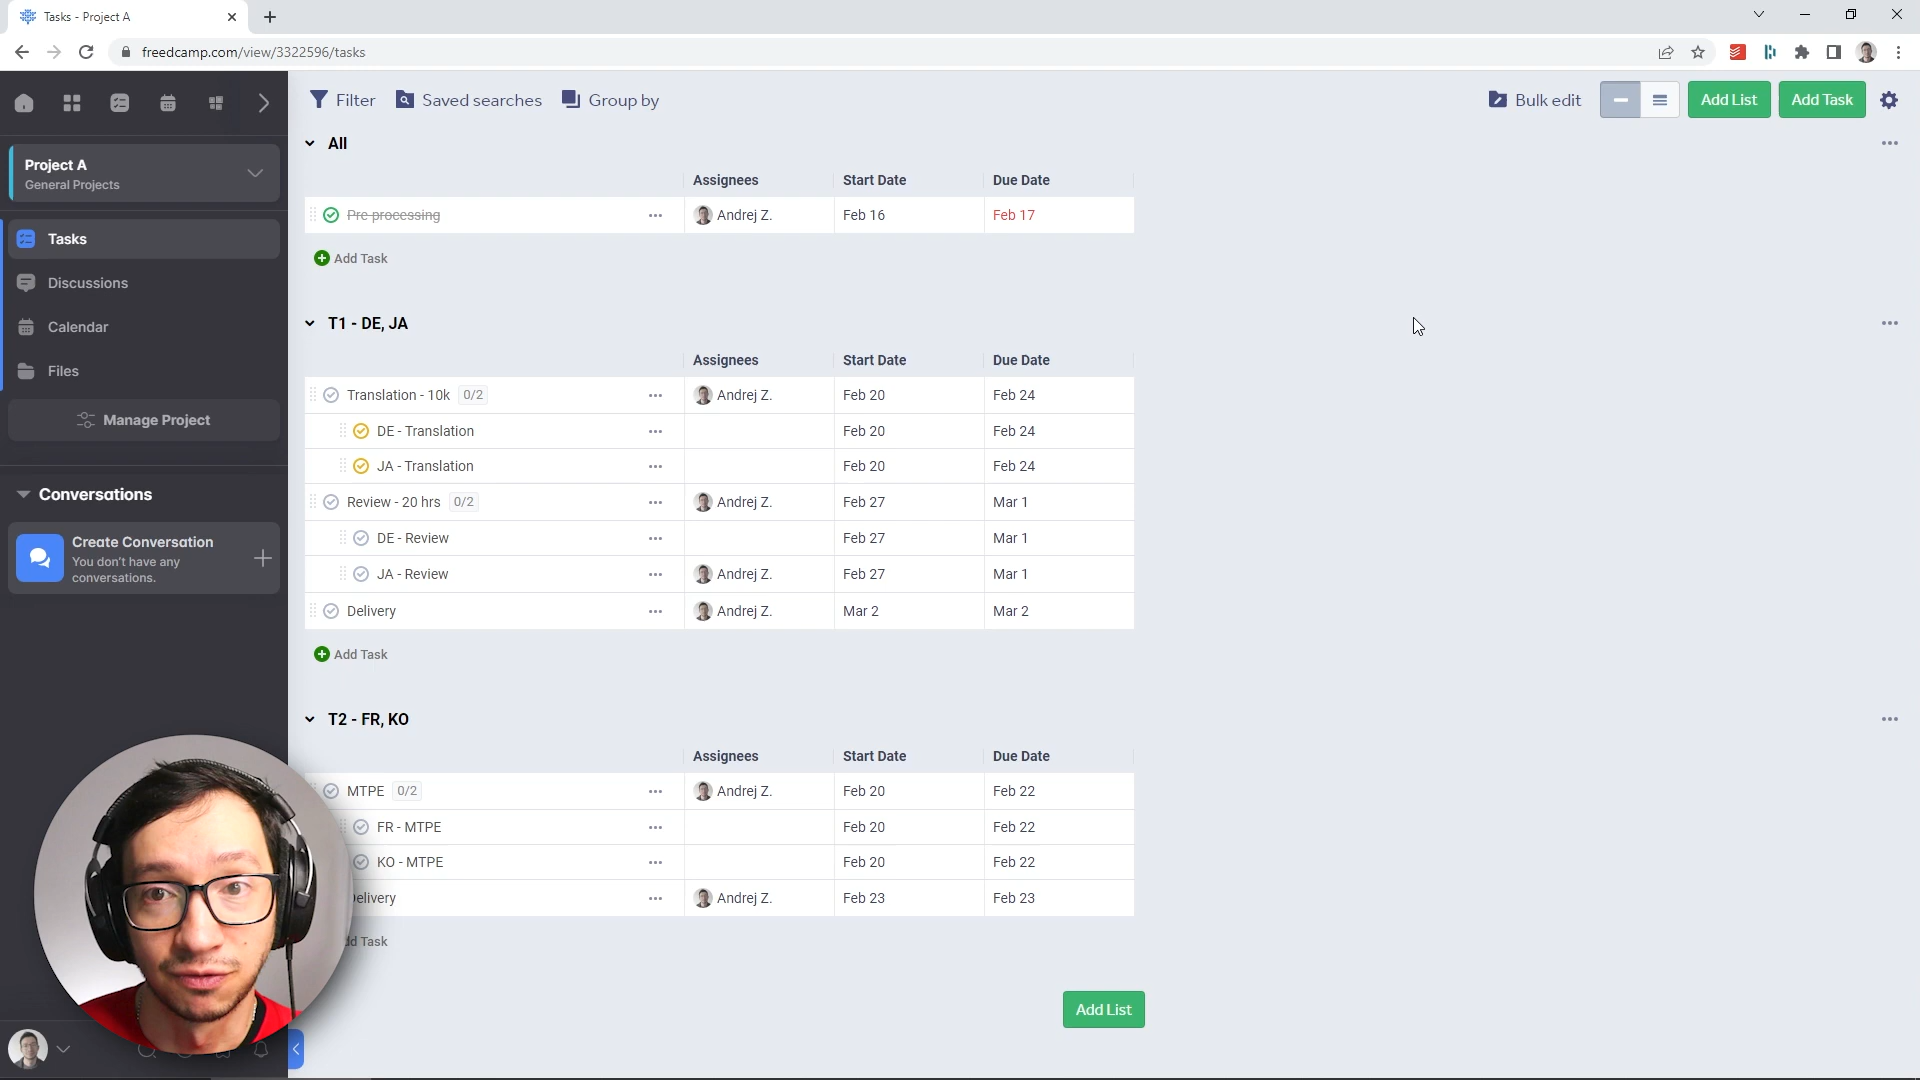 Tasks - Project A
freedcamp.com/view/3322596/tasks
Filter
Saved searches
Group by
Bulk edit
Add List
Add Task
Project A
General Projects
Tasks
Discussions
Calendar
Files
Manage Project
Conversations
Create Conversation
You don't have any
conversations.
All
Assignees Start Date Due Date
Pre processing Andrej Z. Feb 16 Feb 17
Add Task
T1 - DE, JA
Assignees Start Date Due Date
Translation - 10k 0/2 Andrej Z. Feb 20 Feb 24
DE - Translation Feb 20 Feb 24
JA - Translation Feb 20 Feb 24
Review - 20 hrs 0/2 Andrej Z. Feb 27 Mar 1
DE - Review Feb 27 Mar 1
JA - Review Andrej Z. Feb 27 Mar 1
Delivery Andrej Z. Mar 2 Mar 2
Add Task
T2 - FR, KO
Assignees Start Date Due Date
MTPE 0/2 Andrej Z. Feb 20 Feb 22
FR - MTPE Feb 20 Feb 22
KO - MTPE Feb 20 Feb 22
elivery Andrej Z. Feb 23 Feb 23
dd Task
Add List